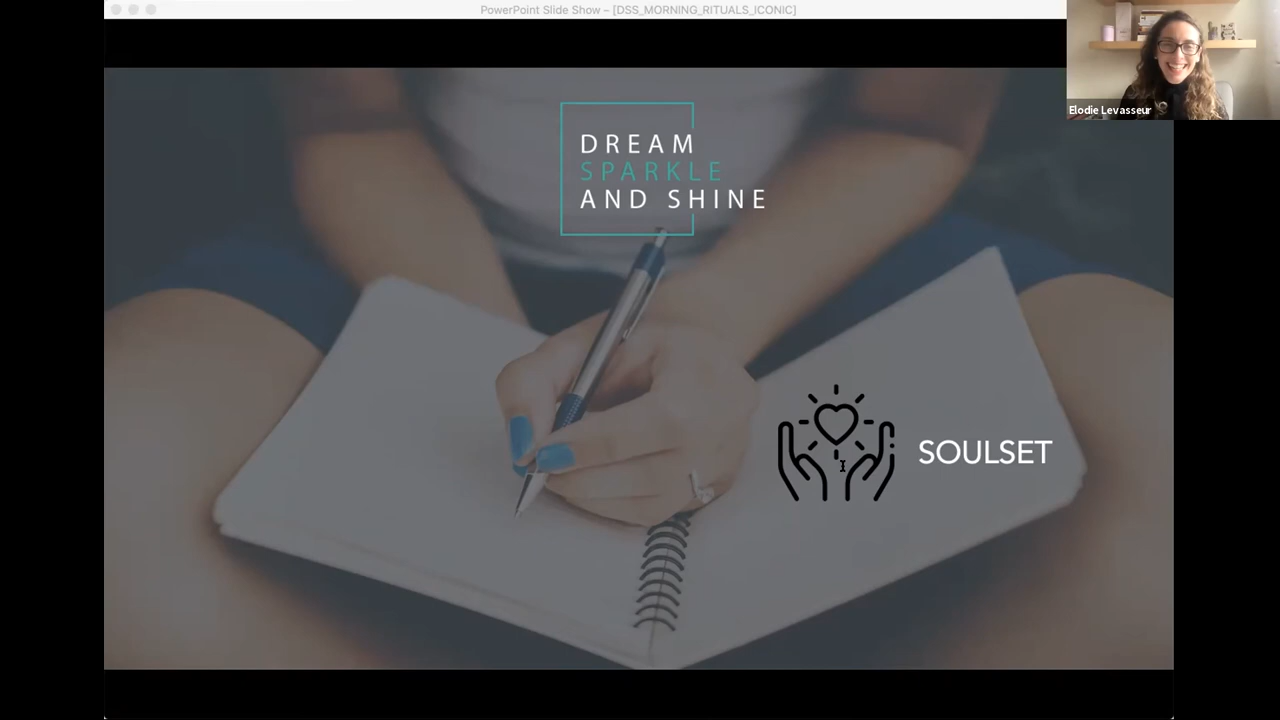 PowerPoint Slide Show – [DSS_MORNING_RITUALS_ICONIC]
Elodie Levasseur
DREAM
SPARKLE
AND SHINE
SOULSET